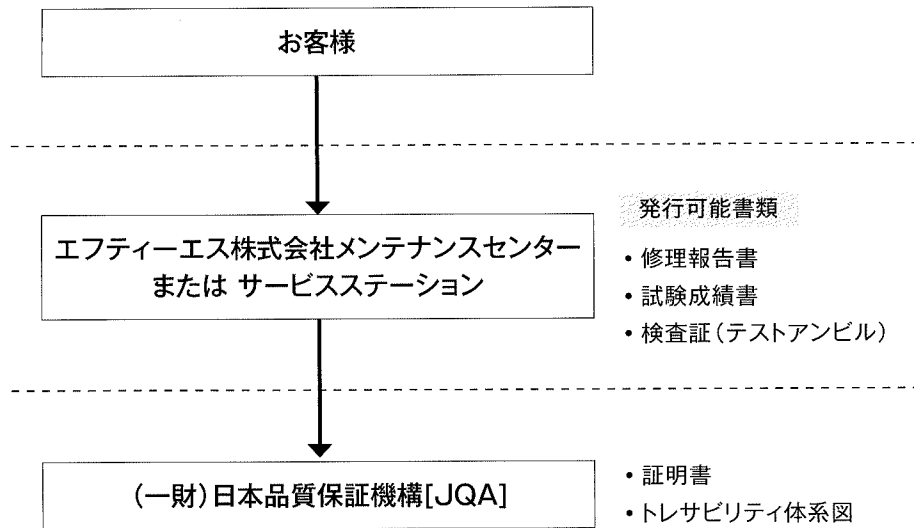 お客様
エフティーエス株式会社メンテナンスセンター
または サービスステーション
発行可能書類
• 修理報告書
• 試験成績書
• 検査証(テストアンビル)
(一財)日本品質保証機構[JQA]
• 証明書
• トレサビリティ体系図